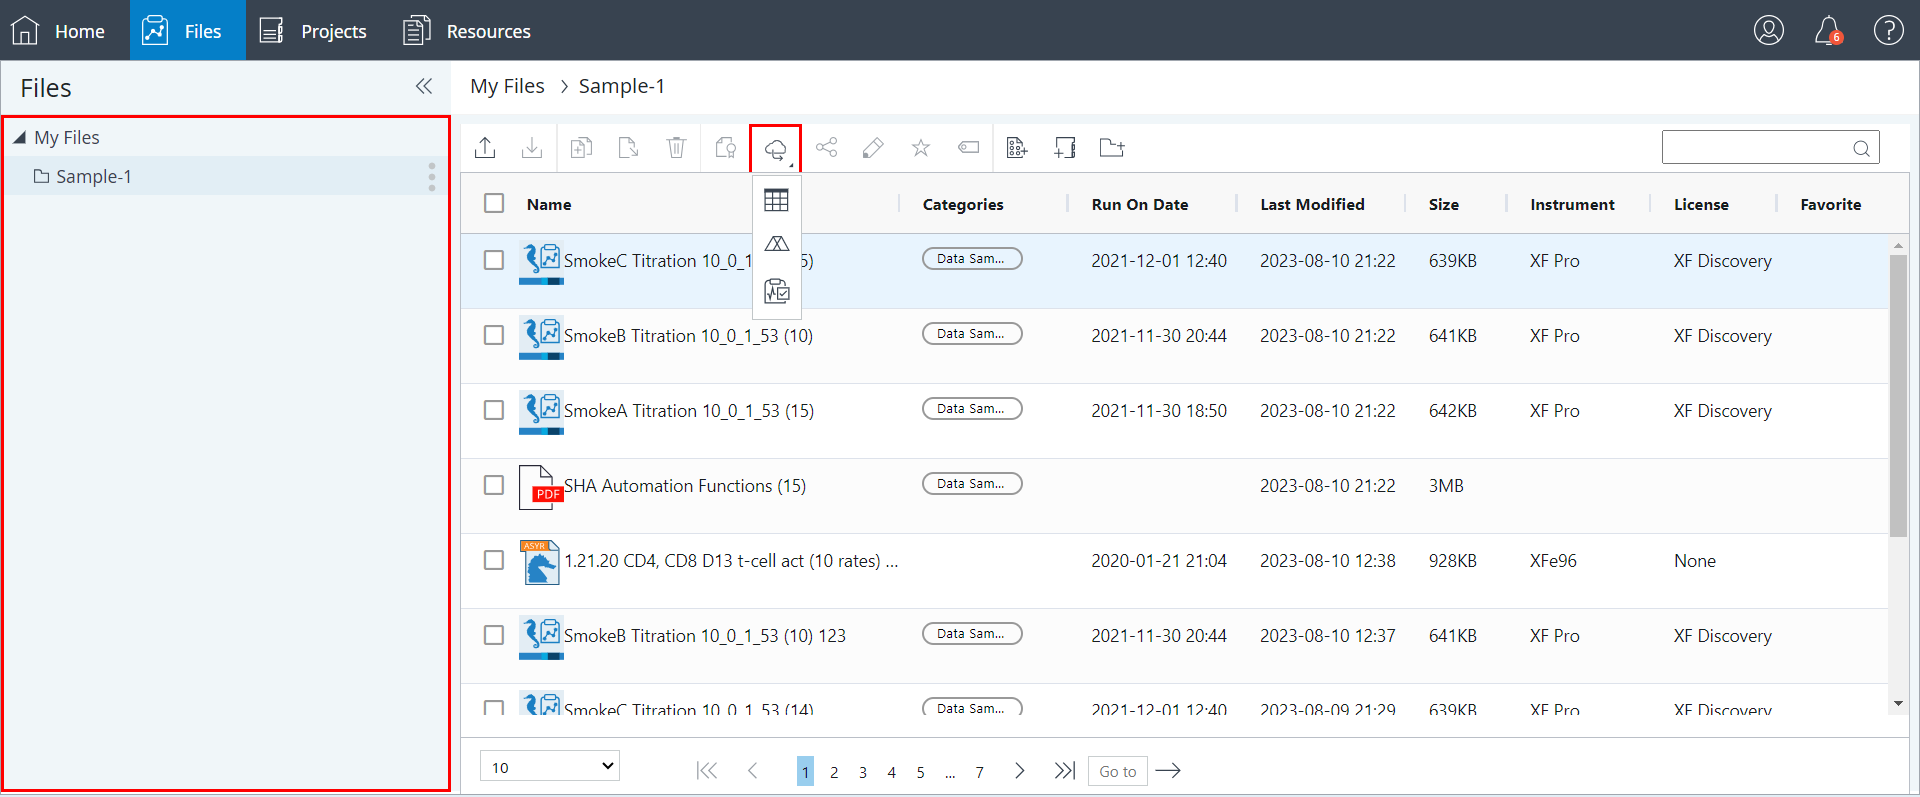 Home Files Projects Resources 6 ?
Files
My Files > Sample-1
My Files
Sample-1
Name Categories Run On Date Last Modified Size Instrument License Favorite
SmokeC Titration 10_0_1 5) Data Sam... 2021-12-01 12:40 2023-08-10 21:22 639KB XF Pro XF Discovery
SmokeB Titration 10_0_1_53 (10) Data Sam... 2021-11-30 20:44 2023-08-10 21:22 641KB XF Pro XF Discovery
SmokeA Titration 10_0_1_53 (15) Data Sam... 2021-11-30 18:50 2023-08-10 21:22 642KB XF Pro XF Discovery
PDF SHA Automation Functions (15) Data Sam... 2023-08-10 21:22 3MB
ASYR 1.21.20 CD4, CD8 D13 t-cell act (10 rates) ... 2020-01-21 21:04 2023-08-10 12:38 928KB XFe96 None
SmokeB Titration 10_0_1_53 (10) 123 Data Sam... 2021-11-30 20:44 2023-08-10 12:37 641KB XF Pro XF Discovery
SmokeC Titration 10_0_1_53 (14) Data Sam... 2021-12-01 12:40 2023-08-09 21:29 639KB XF Pro XF Discovery
10 1 2 3 4 5 ... 7 Go to